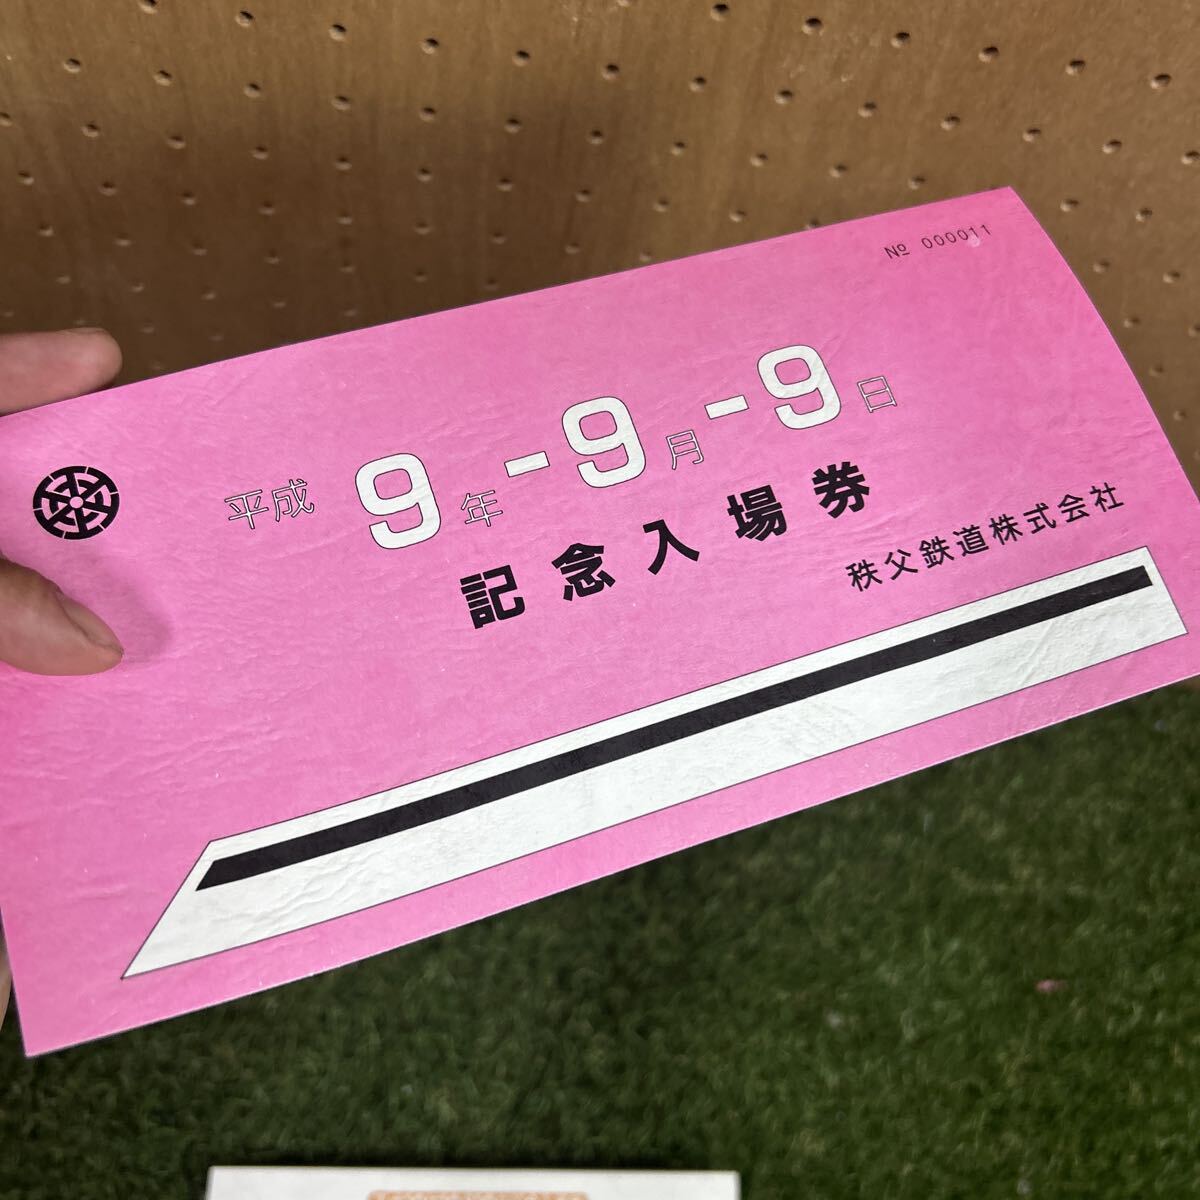 № 000011
平成 9年-9月-9日
記念入場券
秩父鉄道株式会社